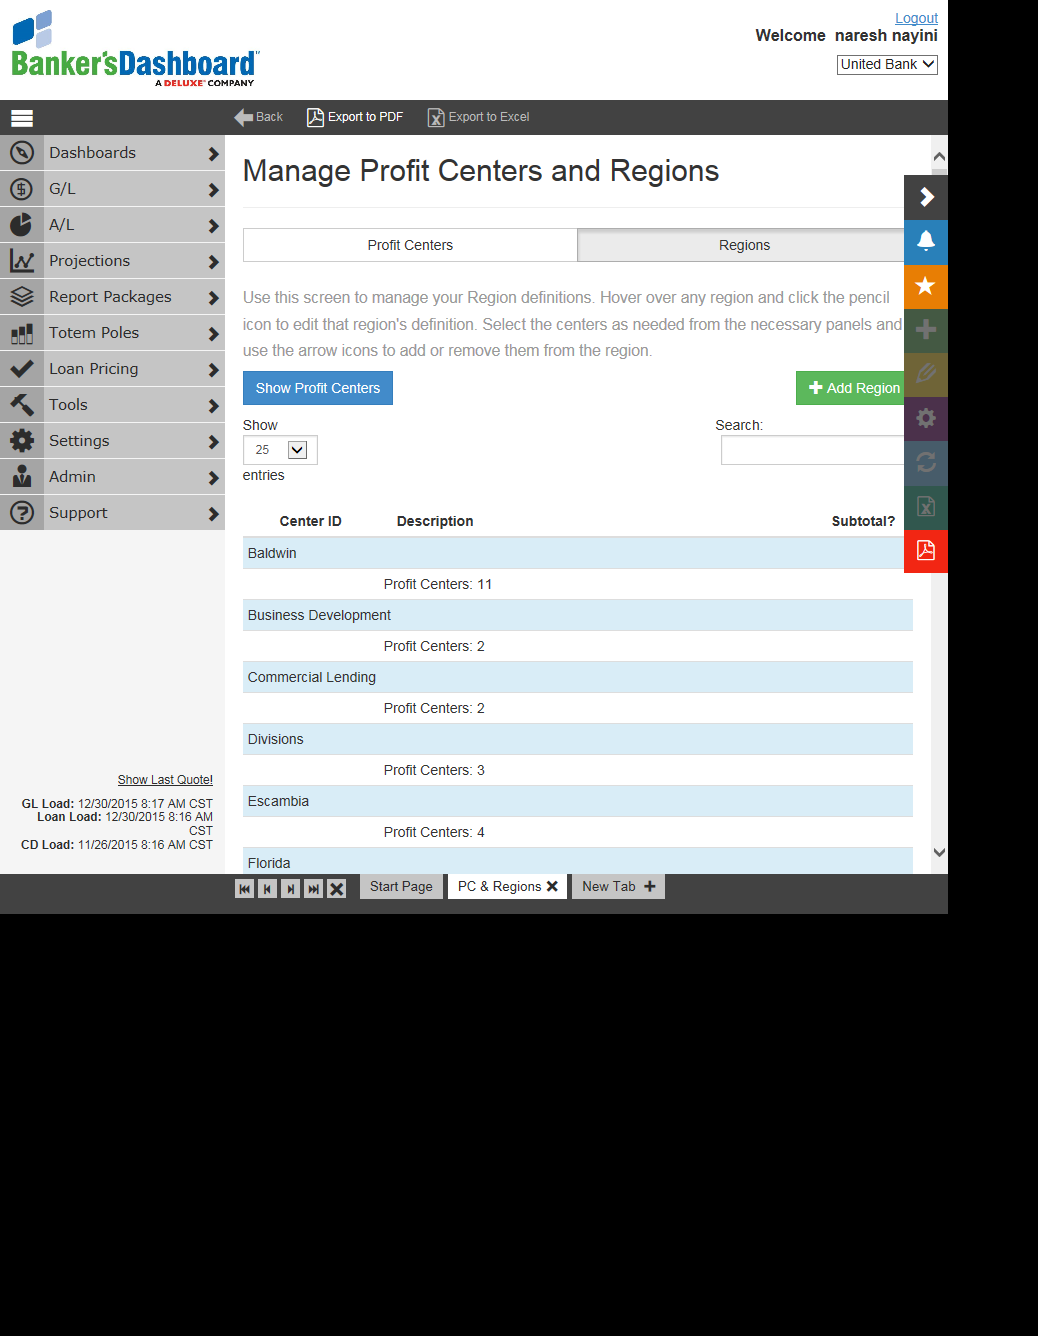 Logout
Banker'sDashboard
A DELUXE COMPANY
Welcome naresh nayini
United Bank
Back
Export to PDF
Export to Excel
Dashboards
G/L
A/L
Projections
Report Packages
Totem Poles
Loan Pricing
Tools
Settings
Admin
Support
Show Last Quote!
GL Load: 12/30/2015 8:17 AM CST
Loan Load: 12/30/2015 8:16 AM
CST
CD Load: 11/26/2015 8:16 AM CST
Manage Profit Centers and Regions
Profit Centers
Regions
Use this screen to manage your Region definitions. Hover over any region and click the pencil
icon to edit that region's definition. Select the centers as needed from the necessary panels and
use the arrow icons to add or remove them from the region.
Show Profit Centers
Add Region
Show
Search:
25
entries
Center ID Description Subtotal?
Baldwin
Profit Centers: 11
Business Development
Profit Centers: 2
Commercial Lending
Profit Centers: 2
Divisions
Profit Centers: 3
Escambia
Profit Centers: 4
Florida
Start Page
PC & Regions
New Tab